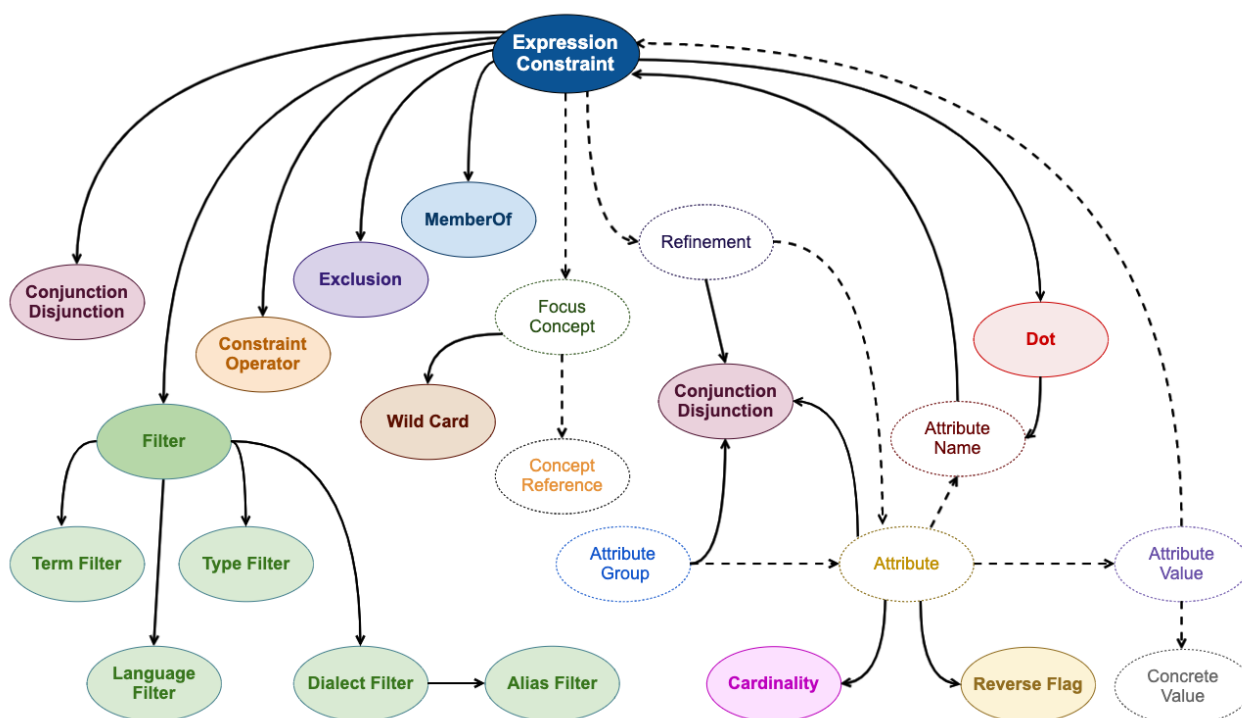 Expression
Constraint
MemberOf
Refinement
Conjunction
Disjunction
Exclusion
Focus
Concept
Constraint
Operator
Dot
Conjunction
Disjunction
Wild Card
Attribute
Name
Filter
Concept
Reference
Term Filter
Type Filter
Attribute
Group
Attribute
Attribute
Value
Language
Filter
Dialect Filter
Alias Filter
Cardinality
Reverse Flag
Concrete
Value